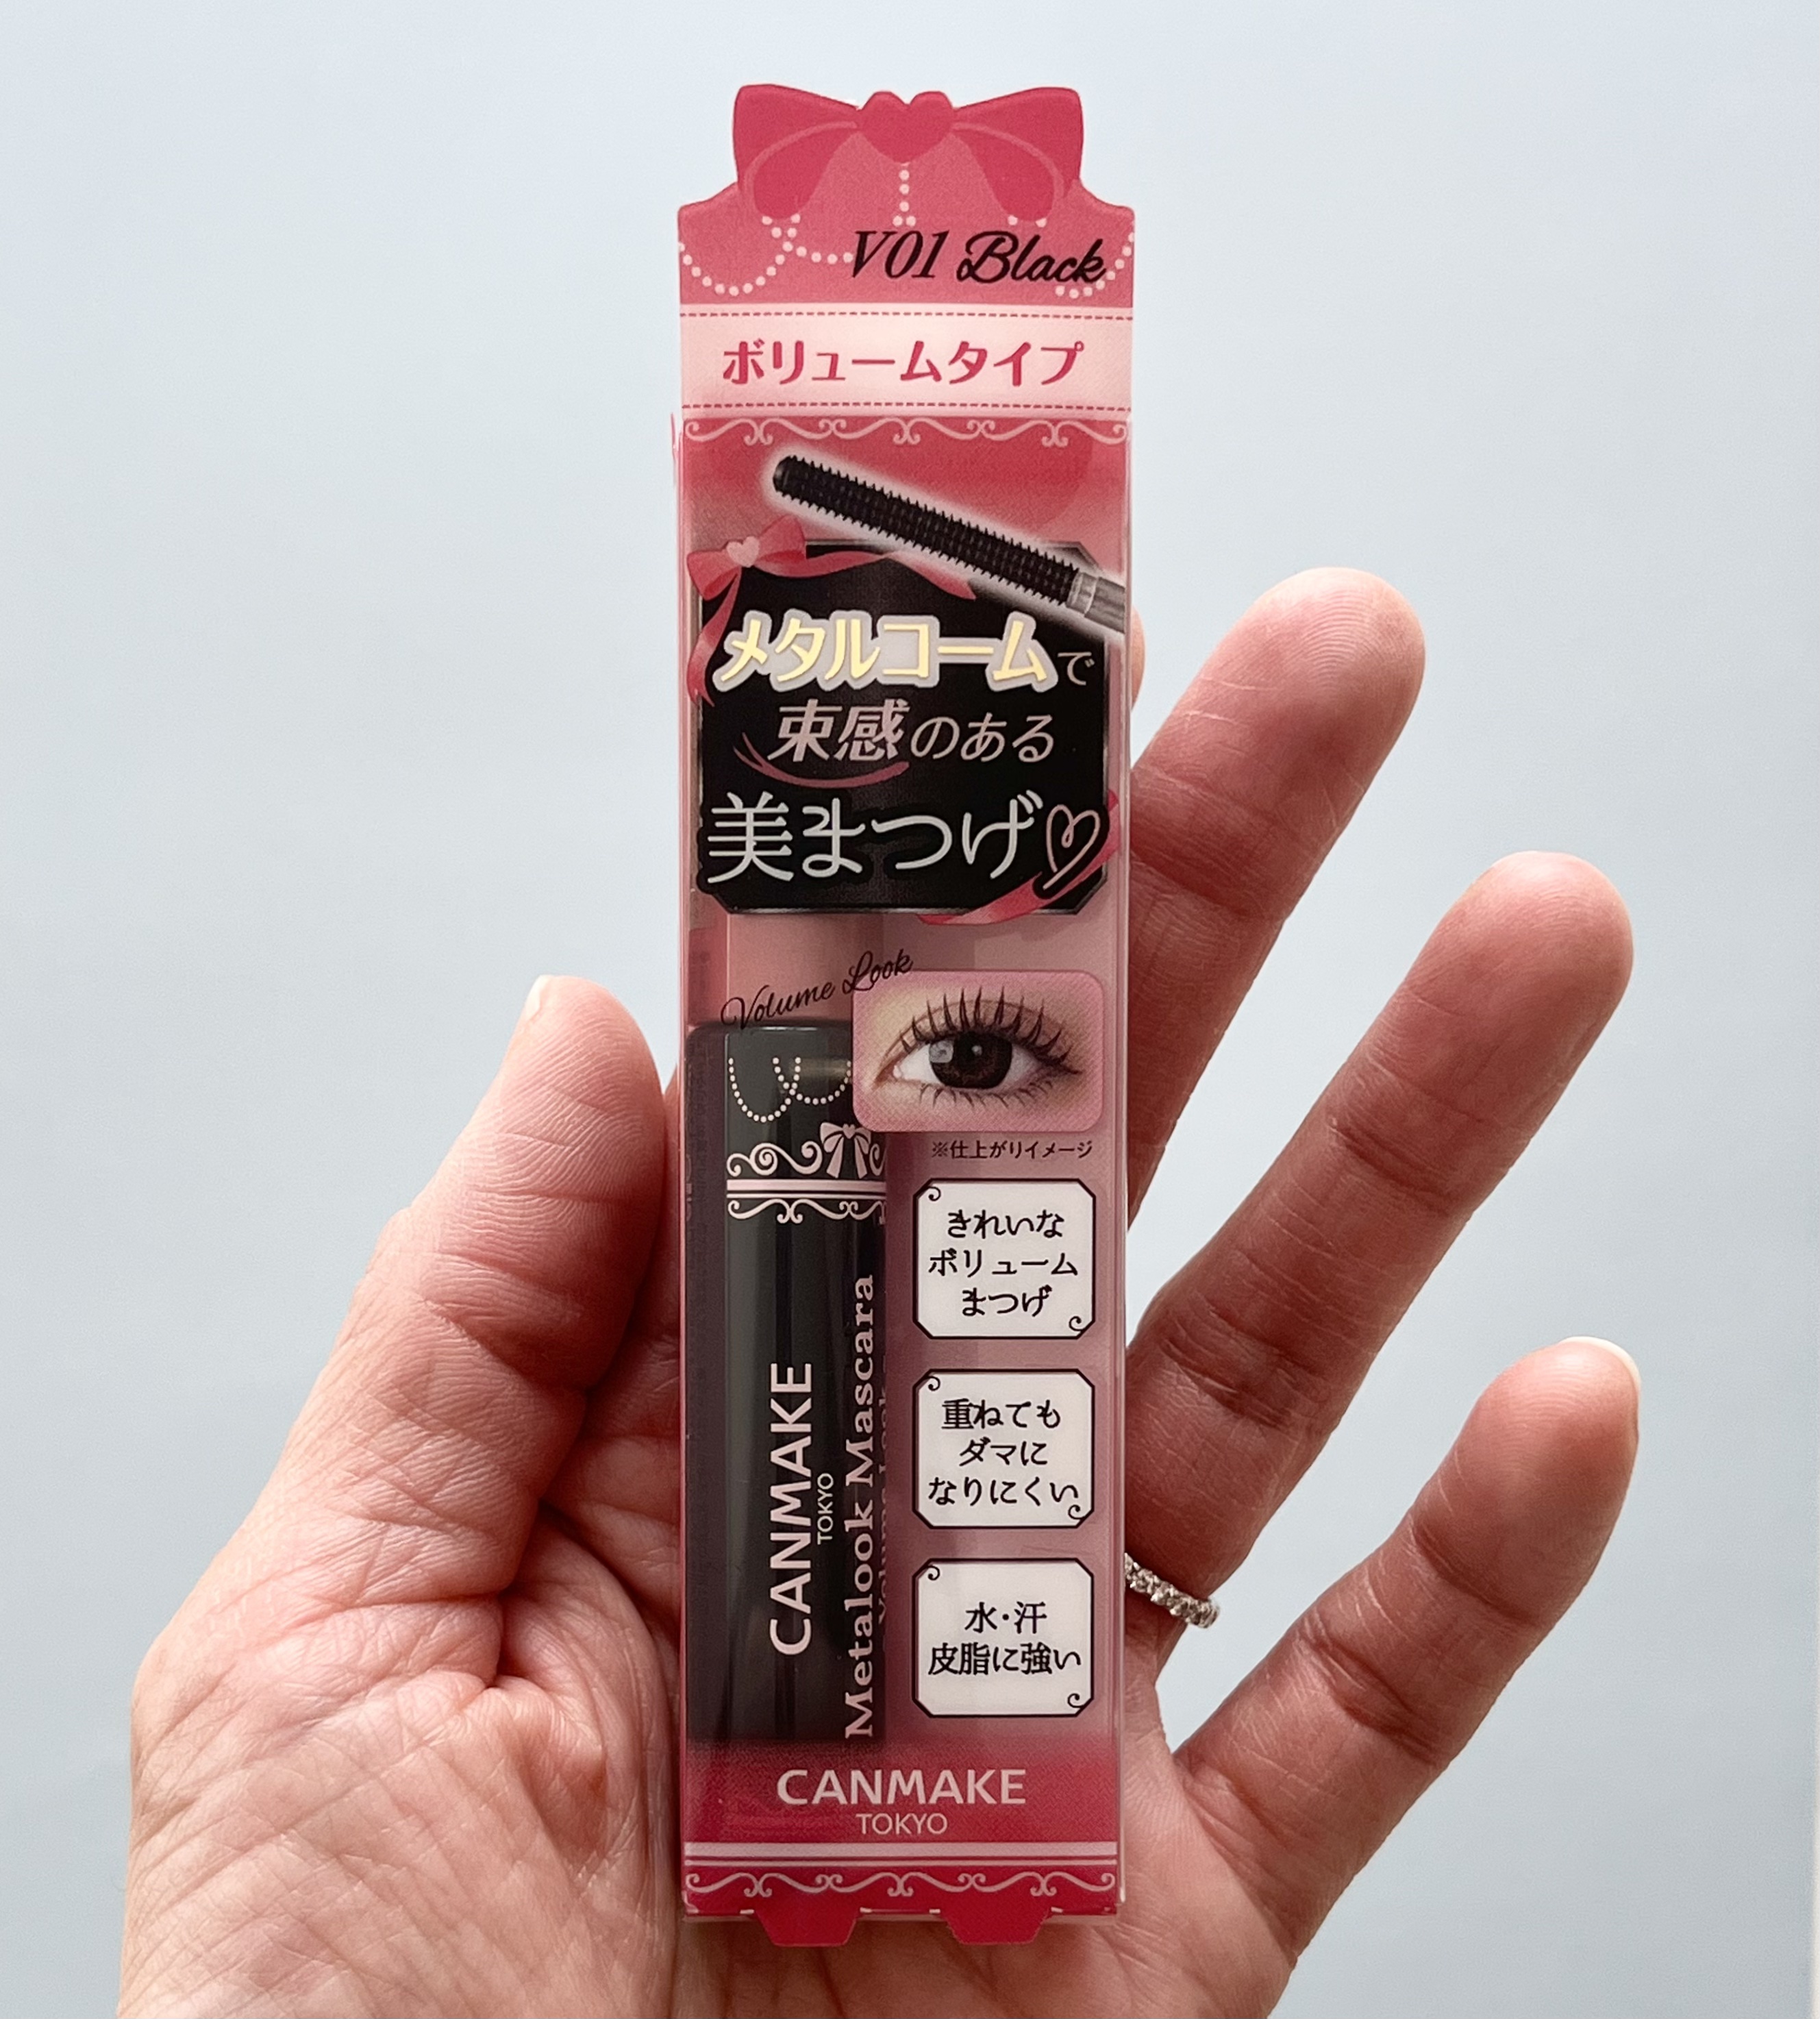 V01 Black
ボリュームタイプ
メタルコームで
束感のある
美まつげ♡
Volume Look
※仕上がりイメージ
きれいな
ボリューム
まつげ
重ねても
ダマに
なりにくい
水・汗
皮脂に強い
CANMAKE
TOKYO
Metalook Mascara
Volume Look
CANMAKE
TOKYO